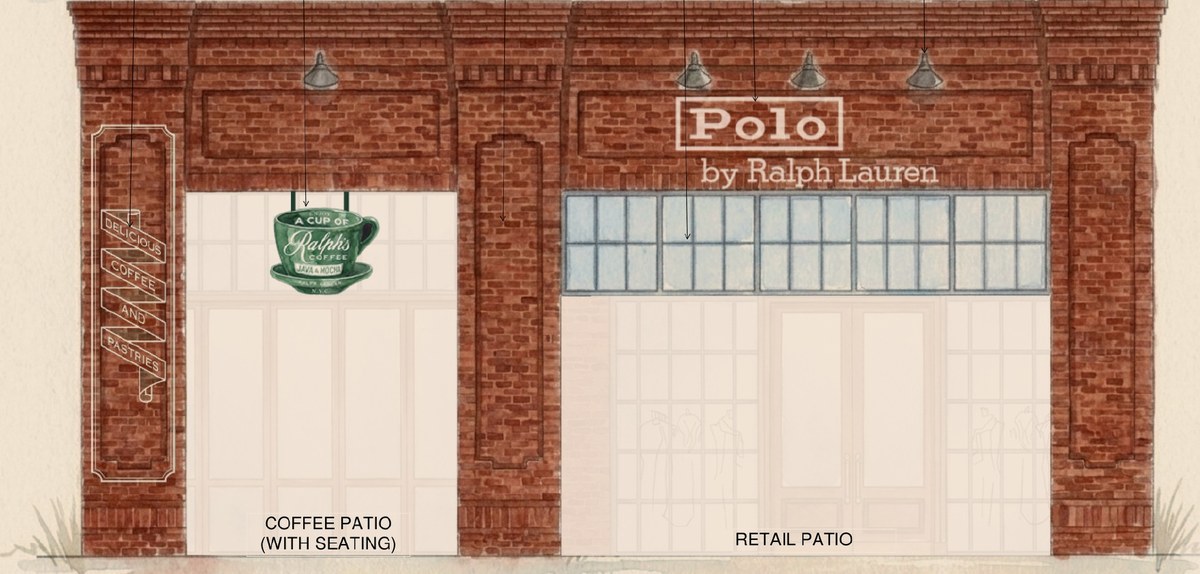 DELICIOUS
COFFEE
AND
PASTRIES
A CUP OF
Ralph's
COFFEE
JAVA & MOCHA
Polo
by Ralph Lauren
COFFEE PATIO
(WITH SEATING)
RETAIL PATIO